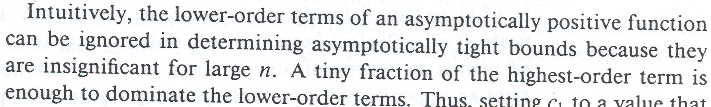 Intuitively, the lower-order terms of an asymptotically positive function
can be ignored in determining asymptotically tight bounds because they
are insignificant for large n. A tiny fraction of the highest-order term is
enough to dominate the lower-order terms. Thus, setting c₁ to a value that